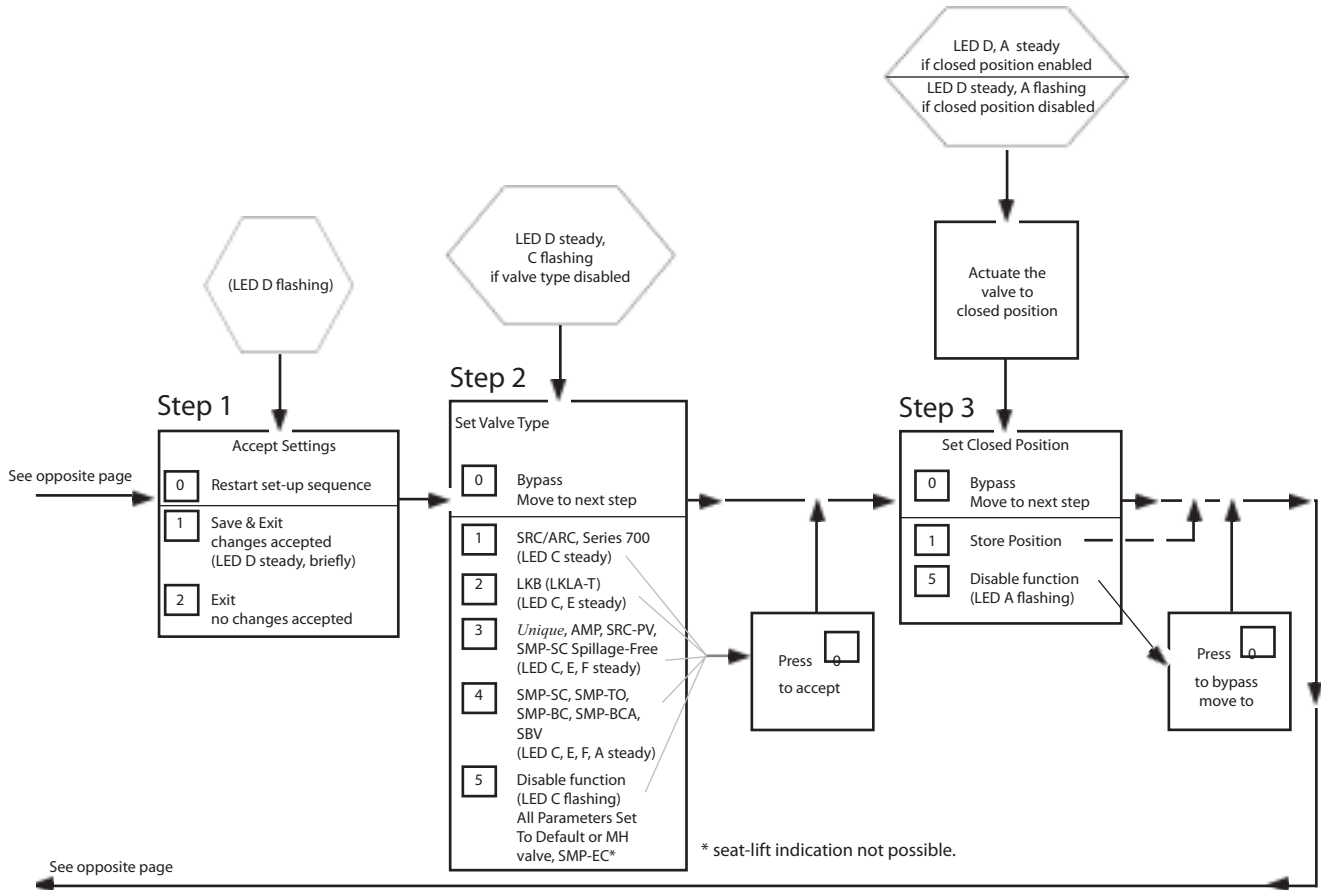 LED D, A steady
if closed position enabled
LED D steady, A flashing
if closed position disabled
LED D steady,
C flashing
if valve type disabled
(LED D flashing)
Actuate the
valve to
closed position
Step 1
Accept Settings
See opposite page
0 Restart set-up sequence
1 Save & Exit
changes accepted
(LED D steady, briefly)
2 Exit
no changes accepted
Step 2
Set Valve Type
0 Bypass
Move to next step
1 SRC/ARC, Series 700
(LED C steady)
2 LKB (LKLA-T)
(LED C, E steady)
3 Unique, AMP, SRC-PV,
SMP-SC Spillage-Free
(LED C, E, F steady)
4 SMP-SC, SMP-TO,
SMP-BC, SMP-BCA,
SBV
(LED C, E, F, A steady)
5 Disable function
(LED C flashing)
All Parameters Set
To Default or MH
valve, SMP-EC*
Press 0
to accept
Step 3
Set Closed Position
0 Bypass
Move to next step
1 Store Position
5 Disable function
(LED A flashing)
Press 0
to bypass
move to
* seat-lift indication not possible.
See opposite page